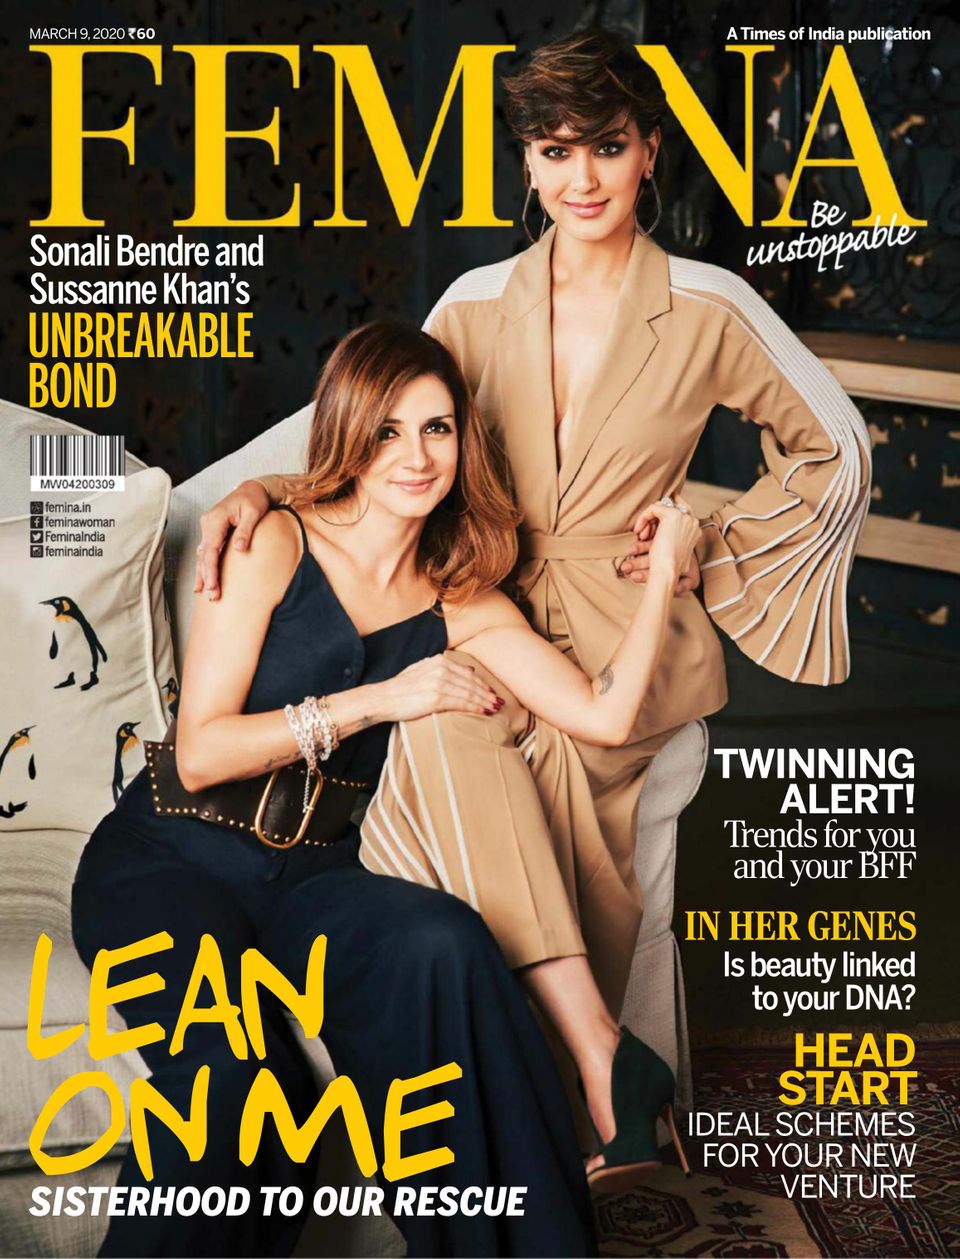 MARCH 9, 2020 ₹60
A Times of India publication
FEMINA
Be
unstoppable
Sonali Bendre and
Sussanne Khan's
UNBREAKABLE
BOND
MW04200309
femina.in
feminawoman
FeminaIndia
feminaindia
TWINNING
ALERT!
Trends for you
and your BFF
IN HER GENES
Is beauty linked
to your DNA?
HEAD
START
IDEAL SCHEMES
FOR YOUR NEW
VENTURE
LEAN
ON ME
SISTERHOOD TO OUR RESCUE